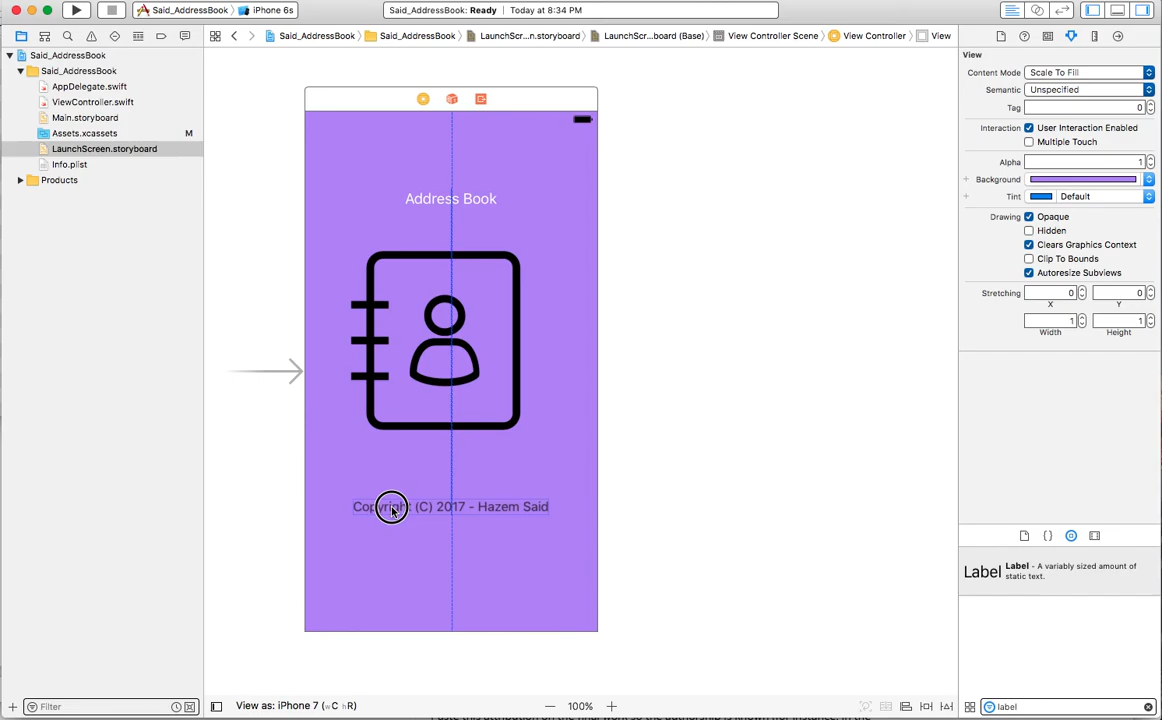 Said_AddressBook iPhone 6s Said_AddressBook: Ready Today at 8:34 PM
Said_AddressBook Said_AddressBook LaunchScr...n.storyboard LaunchScr...board (Base) View Controller Scene View Controller View
Said_AddressBook
Said_AddressBook
AppDelegate.swift
ViewController.swift
Main.storyboard
Assets.xcassets M
LaunchScreen.storyboard
Info.plist
Products
Address Book
Copyright (C) 2017 - Hazem Said
View
Content Mode Scale To Fill
Semantic Unspecified
Tag 0
Interaction User Interaction Enabled
Multiple Touch
Alpha 1
Background
Tint Default
Drawing Opaque
Hidden
Clears Graphics Context
Clip To Bounds
Autoresize Subviews
Stretching 0 0
X Y
1 1
Width Height
Label Label - A variably sized amount of
static text.
Filter
View as: iPhone 7 (wC hR) 100%
label